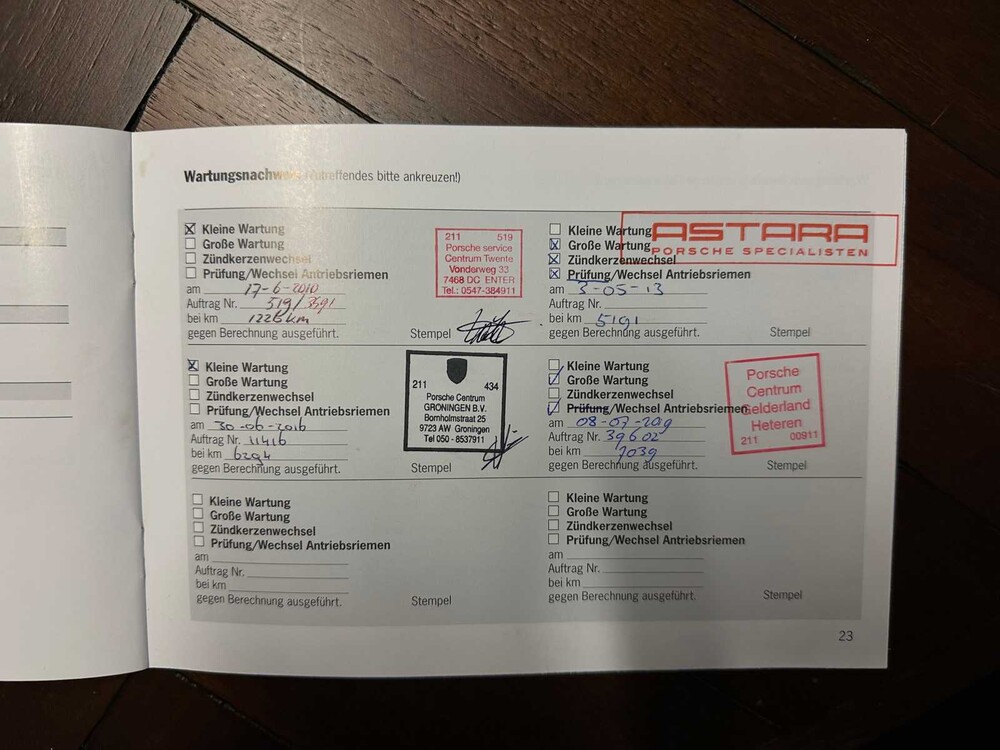 Wartungsnachw (Zutreffendes bitte ankreuzen!)
Kleine Wartung
Große Wartung
Zündkerzenwechsel
Prüfung/Wechsel Antriebsriemen
am 17-6-2010
Auftrag Nr. 519/3591
bei km 1226km
gegen Berechnung ausgeführt.
Stempel
211 519
Porsche service
Centrum Twente
Vonderweg 33
7468 DC ENTER
Tel.: 0547-384911
Kleine Wartung
Große Wartung
Zündkerzenwechsel
Prüfung/Wechsel Antriebsriemen
am 3-05-13
Auftrag Nr.
bei km 5191
gegen Berechnung ausgeführt.
Stempel
ASTARA
PORSCHE SPECIALISTEN
Kleine Wartung
Große Wartung
Zündkerzenwechsel
Prüfung/Wechsel Antriebsriemen
am 30-06-2016
Auftrag Nr. 11416
bei km 6294
gegen Berechnung ausgeführt.
Stempel
211 434
Porsche Centrum
GRONINGEN B.V.
Bornholmstraat 25
9723 AW Groningen
Tel 050 - 8537911
Kleine Wartung
Große Wartung
Zündkerzenwechsel
Prüfung/Wechsel Antriebsriemen
am 08-07-2019
Auftrag Nr. 39602
bei km 7039
gegen Berechnung ausgeführt.
Stempel
Porsche
Centrum
Gelderland
Heteren
211 00911
Kleine Wartung
Große Wartung
Zündkerzenwechsel
Prüfung/Wechsel Antriebsriemen
am
Auftrag Nr.
bei km
gegen Berechnung ausgeführt.
Stempel
Kleine Wartung
Große Wartung
Zündkerzenwechsel
Prüfung/Wechsel Antriebsriemen
am
Auftrag Nr.
bei km
gegen Berechnung ausgeführt.
Stempel
23